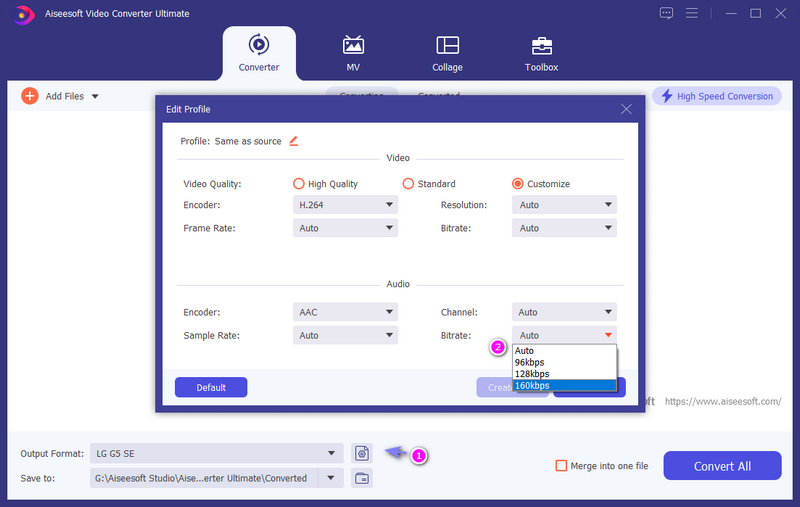 Aiseesoft Video Converter Ultimate
Converter
MV
Collage
Toolbox
Add Files
Converting
Converted
High Speed Conversion
Edit Profile
Profile: Same as source
Video
Video Quality:
High Quality
Standard
Customize
Encoder:
H.264
Resolution:
Auto
Frame Rate:
Auto
Bitrate:
Auto
Audio
Encoder:
AAC
Channel:
Auto
Sample Rate:
Auto
Bitrate:
Auto
2
Auto
96kbps
128kbps
160kbps
Default
Create
https://www.aiseesoft.com/
Output Format:
LG G5 SE
1
Save to:
G:\Aiseesoft Studio\Aise...erter Ultimate\Converted
Merge into one file
Convert All